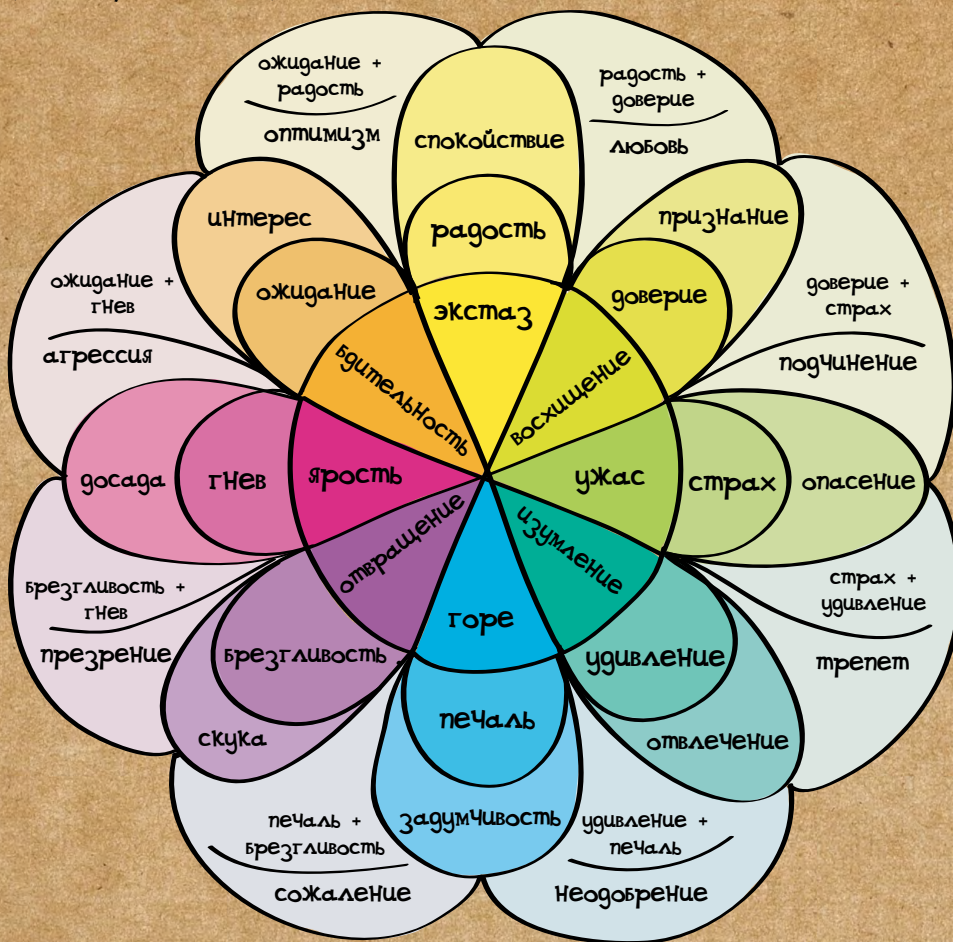 ожидание +
радость
оптимизм
радость +
доверие
любовь
спокойствие
радость
экстаз
интерес
ожидание
бдительность
признание
доверие
восхищение
ожидание +
гнев
агрессия
доверие +
страх
подчинение
досада
гнев
ярость
ужас
страх
опасение
отвращение
изумление
горе
брезгливость +
гнев
презрение
брезгливость
скука
печаль
задумчивость
удивление
отвлечение
страх +
удивление
трепет
печаль +
брезгливость
сожаление
удивление +
печаль
неодобрение